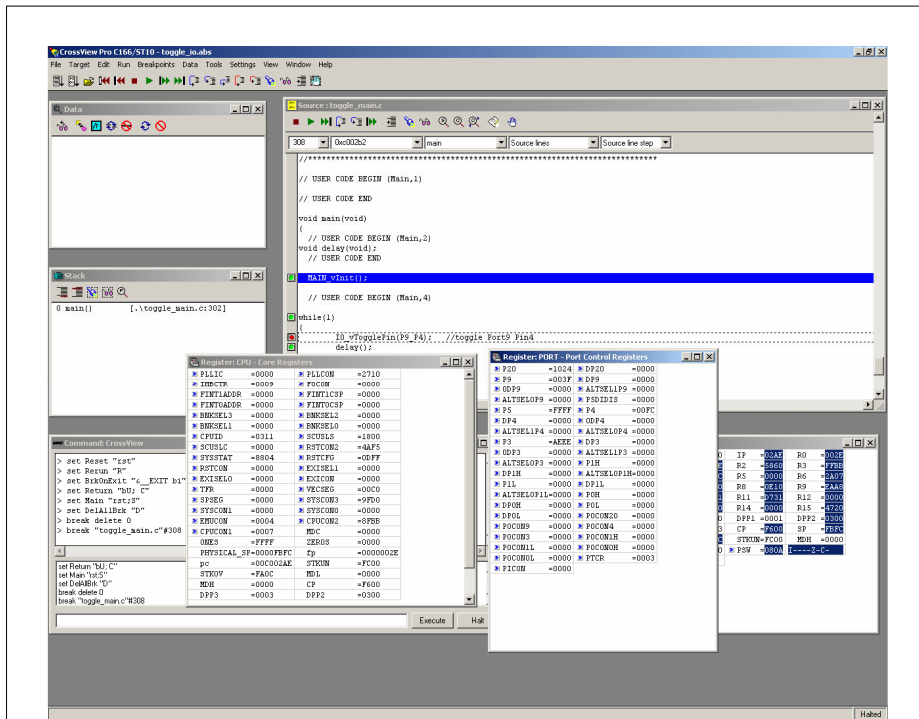 CrossView Pro C166/ST10 - toggle_io.abs
File Target Edit Run Breakpoints Data Tools Settings View Window Help
Data
Source : toggle_main.c
308 0xc002b2 main Source lines Source line step
// USER CODE BEGIN (Main,1)
// USER CODE END
void main(void)
{
// USER CODE BEGIN (Main,2)
void delay(void);
// USER CODE END
MAIN_vInit();
// USER CODE BEGIN (Main,4)
while(1)
{
IO_vTogglePin(P9_P4); //toggle Port9 Pin4
delay();
Stack
0 main() [.\toggle_main.c:302]
Register: CPU - Core Registers
PLLIC =0000 PLLCON =2710
IMBCTR =0009 FOCON =0000
FINT1ADDR =0000 FINT1CSP =0000
FINT0ADDR =0000 FINT0CSP =0000
BNKSEL3 =0000 BNKSEL2 =0000
BNKSEL1 =0000 BNKSEL0 =0000
CPUID =0311 SCUSLS =1800
SCUSLC =0000 RSTCON2 =4AF5
SYSSTAT =8804 RSTCFG =0DFF
RSTCON =0000 EXISEL1 =0000
EXISEL0 =0000 EXICON =0000
TFR =0000 VECSEG =00C0
SPSEG =0000 SYSCON3 =9FD0
SYSCON1 =0000 SYSCON0 =0000
EMUCON =0004 CPUCON2 =8FBB
CPUCON1 =0007 MDC =0000
ONES =FFFF ZEROS =0000
PHYSICAL_SP=0000FBFC fp =0000002E
pc =00C002AE STKUN =FC00
STKOV =FA0C MDL =0000
MDH =0000 CP =F600
DPP3 =0003 DPP2 =0300
Register: PORT - Port Control Registers
P20 =1024 DP20 =0000
P9 =003F DP9 =0000
ODP9 =0000 ALTSEL1P9 =0000
ALTSEL0P9 =0000 P5DIDIS =0000
P5 =FFFF P4 =00FC
DP4 =0000 ODP4 =0000
ALTSEL1P4 =0000 ALTSEL0P4 =0000
P3 =AEEE DP3 =0000
ODP3 =0000 ALTSEL1P3 =0000
ALTSEL0P3 =0000 P1H =0000
DP1H =0000 ALTSEL0P1H=0000
P1L =0000 DP1L =0000
ALTSEL0P1L=0000 P0H =0000
DP0H =0000 P0L =0000
DP0L =0000 POCON20 =0000
POCON9 =0000 POCON4 =0000
POCON3 =0000 POCON1H =0000
POCON1L =0000 POCON0H =0000
POCON0L =0000 PTCR =0003
PICON =0000
Command: CrossView
> set Reset "rst"
> set Rerun "R"
> set BrkOnExit "&__EXIT bi"
> set Return "bU; C"
> set Main "rst;S"
> set DelAllBrk "D"
> break delete 0
> break "toggle_main.c"#308
set Return "bU; C"
set Main "rst;S"
set DelAllBrk "D"
break delete 0
break "toggle_main.c"#308
Execute Halt
IP =02AE R0 =002E
R2 =5860 R3 =FFBB
R5 =0000 R6 =2A07
R8 =0E10 R9 =EAA8
R11 =D731 R12 =0000
R14 =0000 R15 =4720
DPP1 =0001 DPP2 =0300
CP =F600 SP =FBFC
STKUN=FC00 MDH =0000
PSW =080A I----Z-C-
Halted